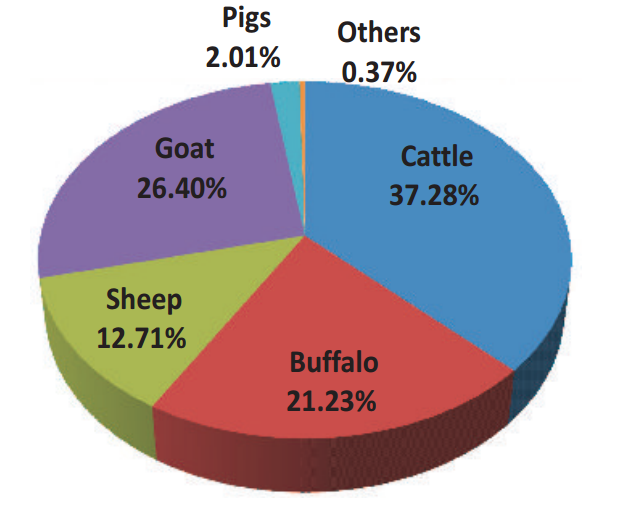 Pigs
2.01%
Others
0.37%
Goat
26.40%
Cattle
37.28%
Sheep
12.71%
Buffalo
21.23%